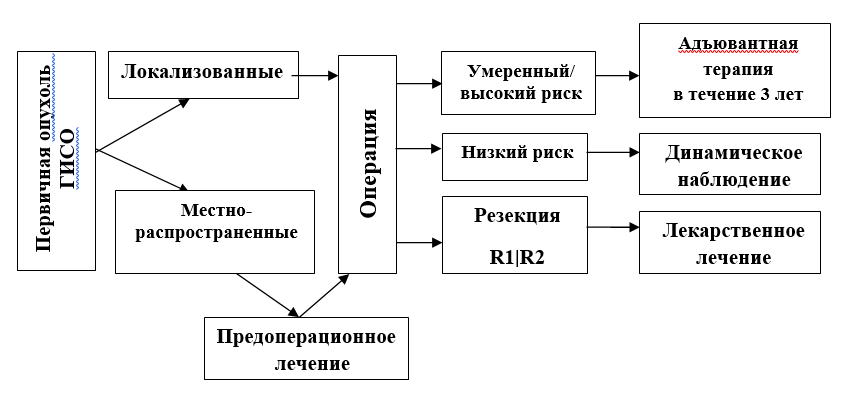 Первичная опухоль
ГИСО
Локализованные
Местно-
распространенные
Предоперационное
лечение
Операция
Умеренный/
высокий риск
Адъювантная
терапия
в течение 3 лет
Низкий риск
Динамическое
наблюдение
Резекция
R1|R2
Лекарственное
лечение